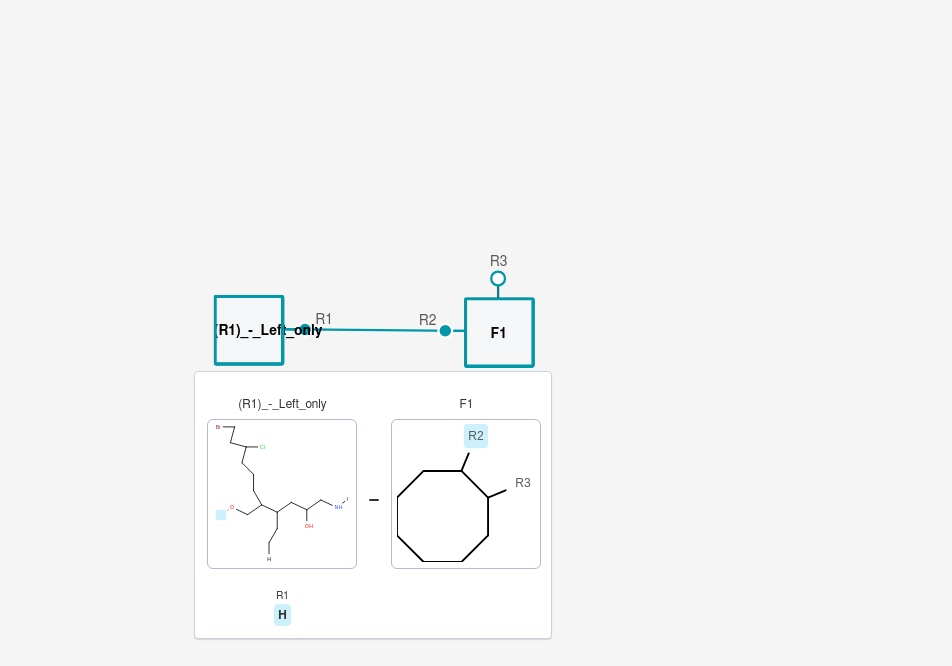 R3
R1
R2
(R1)_-_Left_only
F1
(R1)_-_Left_only
F1
Br
Cl
O
NH
I
OH
H
R2
R3
R1
H